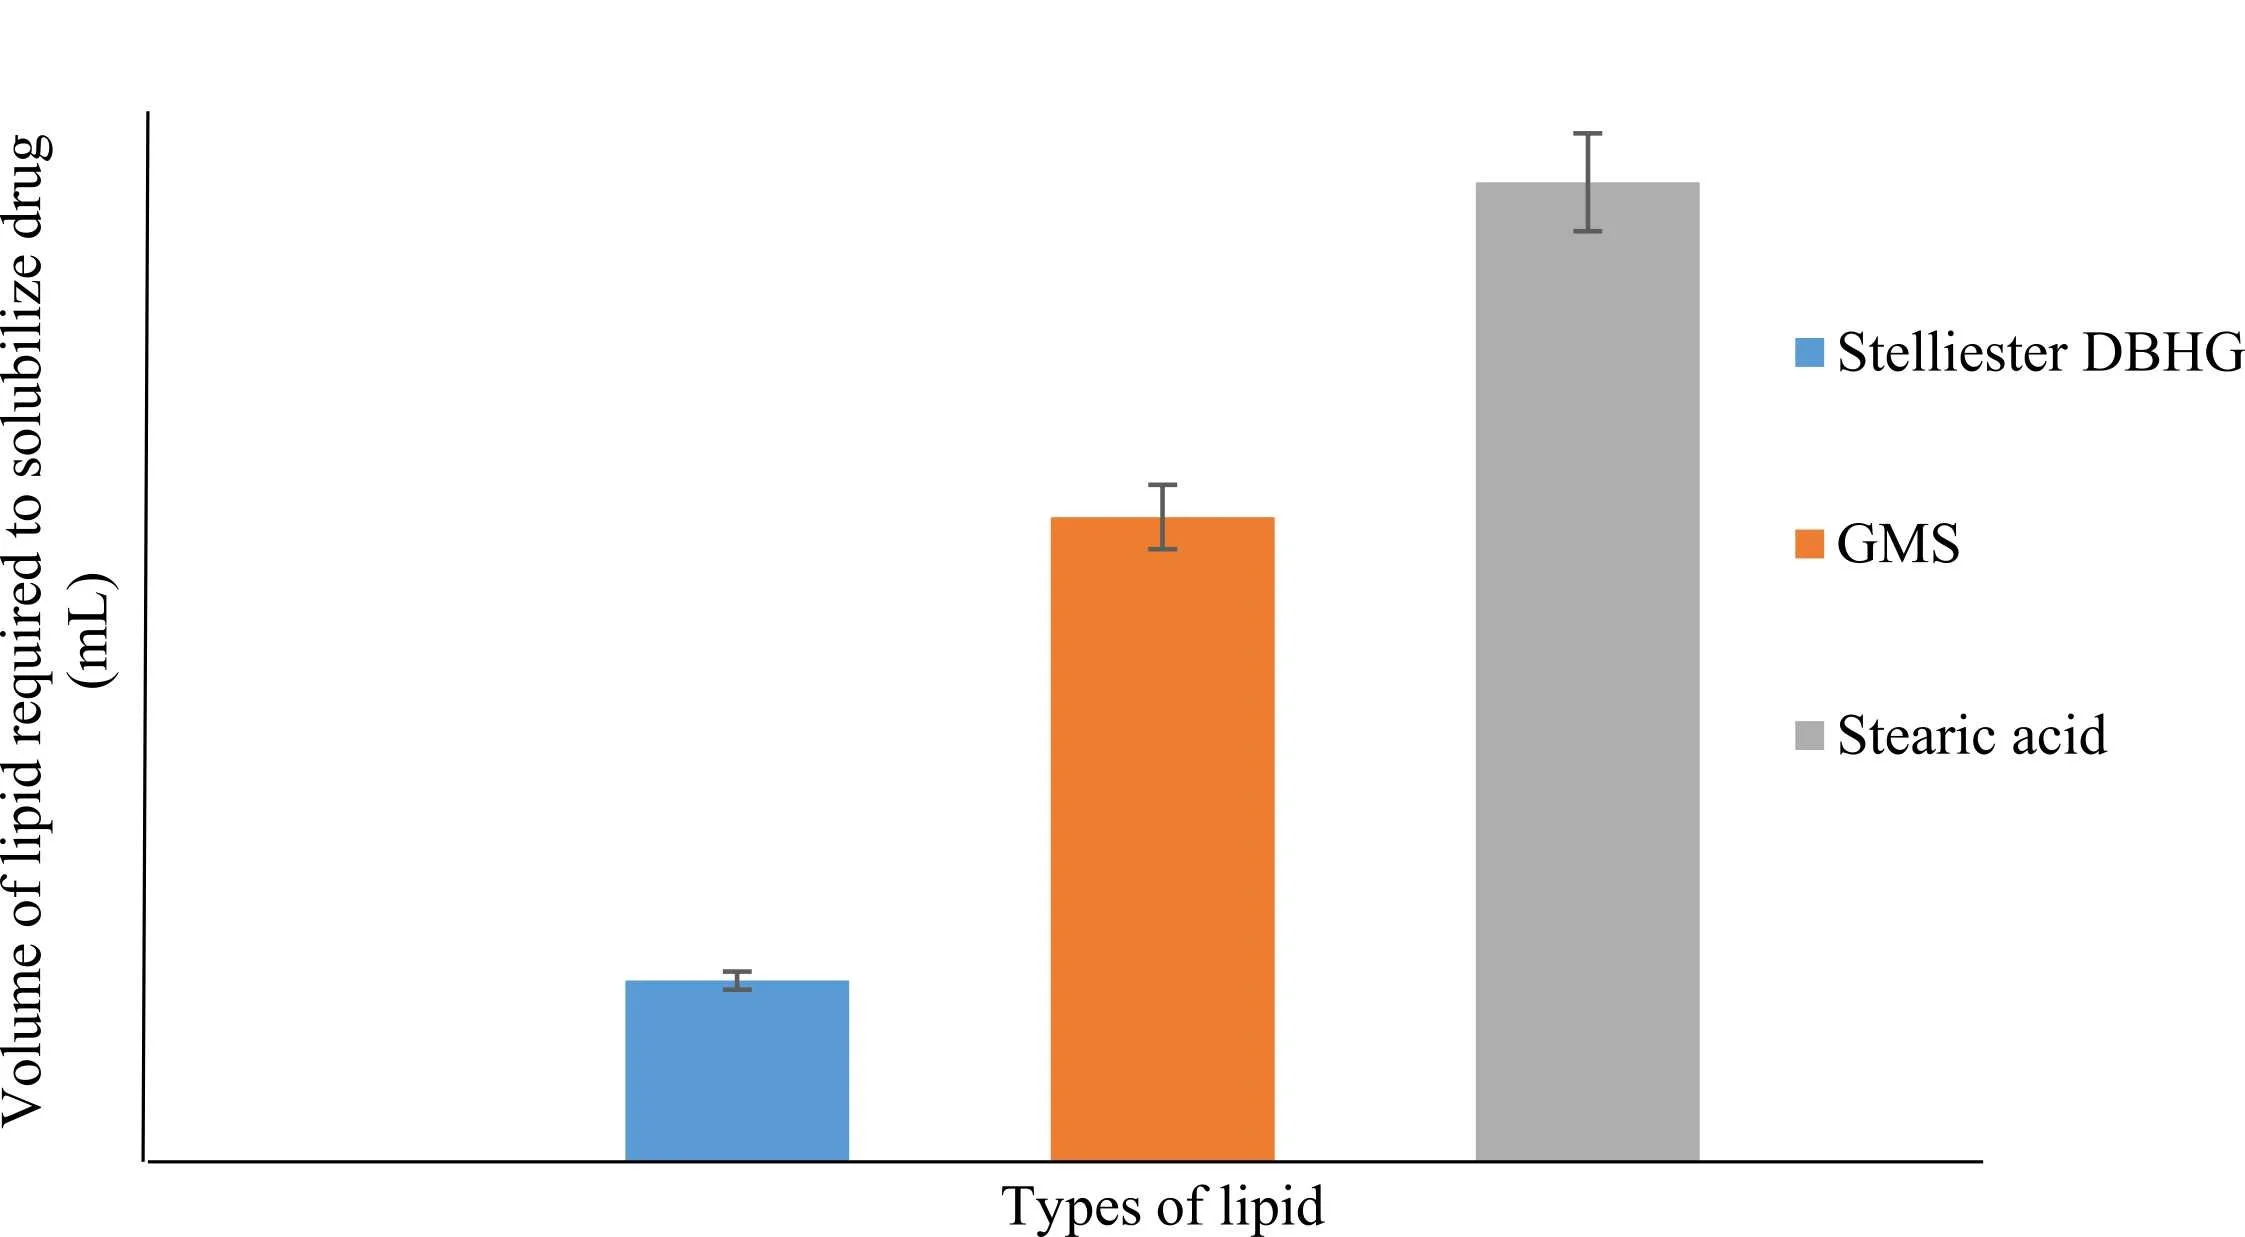 Volume of lipid required to solubilize drug
(mL)
Stelliester DBHG
GMS
Stearic acid
Types of lipid